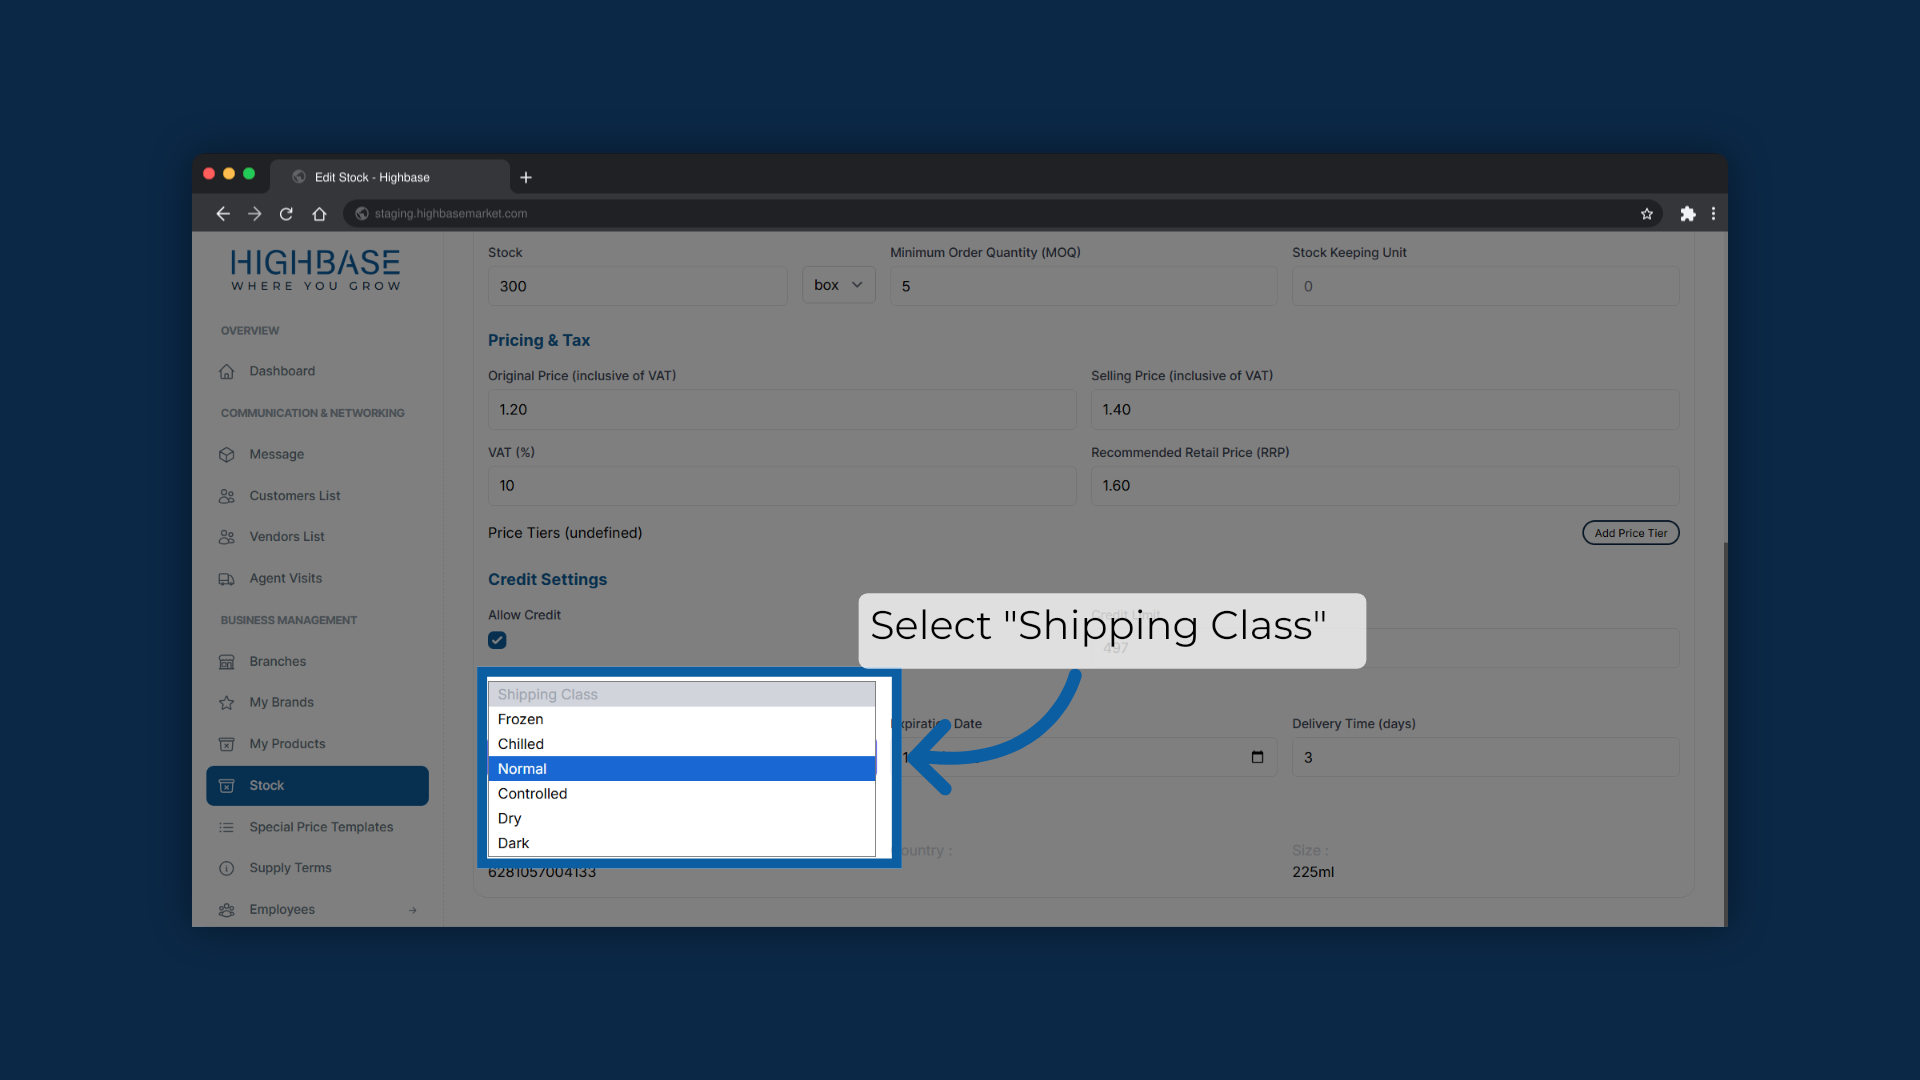 Edit Stock - Highbase
staging.highbasemarket.com
HIGHBASE
WHERE YOU GROW
OVERVIEW
Dashboard
COMMUNICATION & NETWORKING
Message
Customers List
Vendors List
Agent Visits
BUSINESS MANAGEMENT
Branches
My Brands
My Products
Stock
Special Price Templates
Supply Terms
Employees
Stock
Minimum Order Quantity (MOQ)
Stock Keeping Unit
300
box
5
0
Pricing & Tax
Original Price (inclusive of VAT)
Selling Price (inclusive of VAT)
1.20
1.40
VAT (%)
Recommended Retail Price (RRP)
10
1.60
Price Tiers (undefined)
Add Price Tier
Credit Settings
Allow Credit
Credit Limit
497
Select "Shipping Class"
Shipping Class
Frozen
Chilled
Normal
Controlled
Dry
Dark
Expiration Date
Delivery Time (days)
3
Country :
Size :
6281057004133
225ml